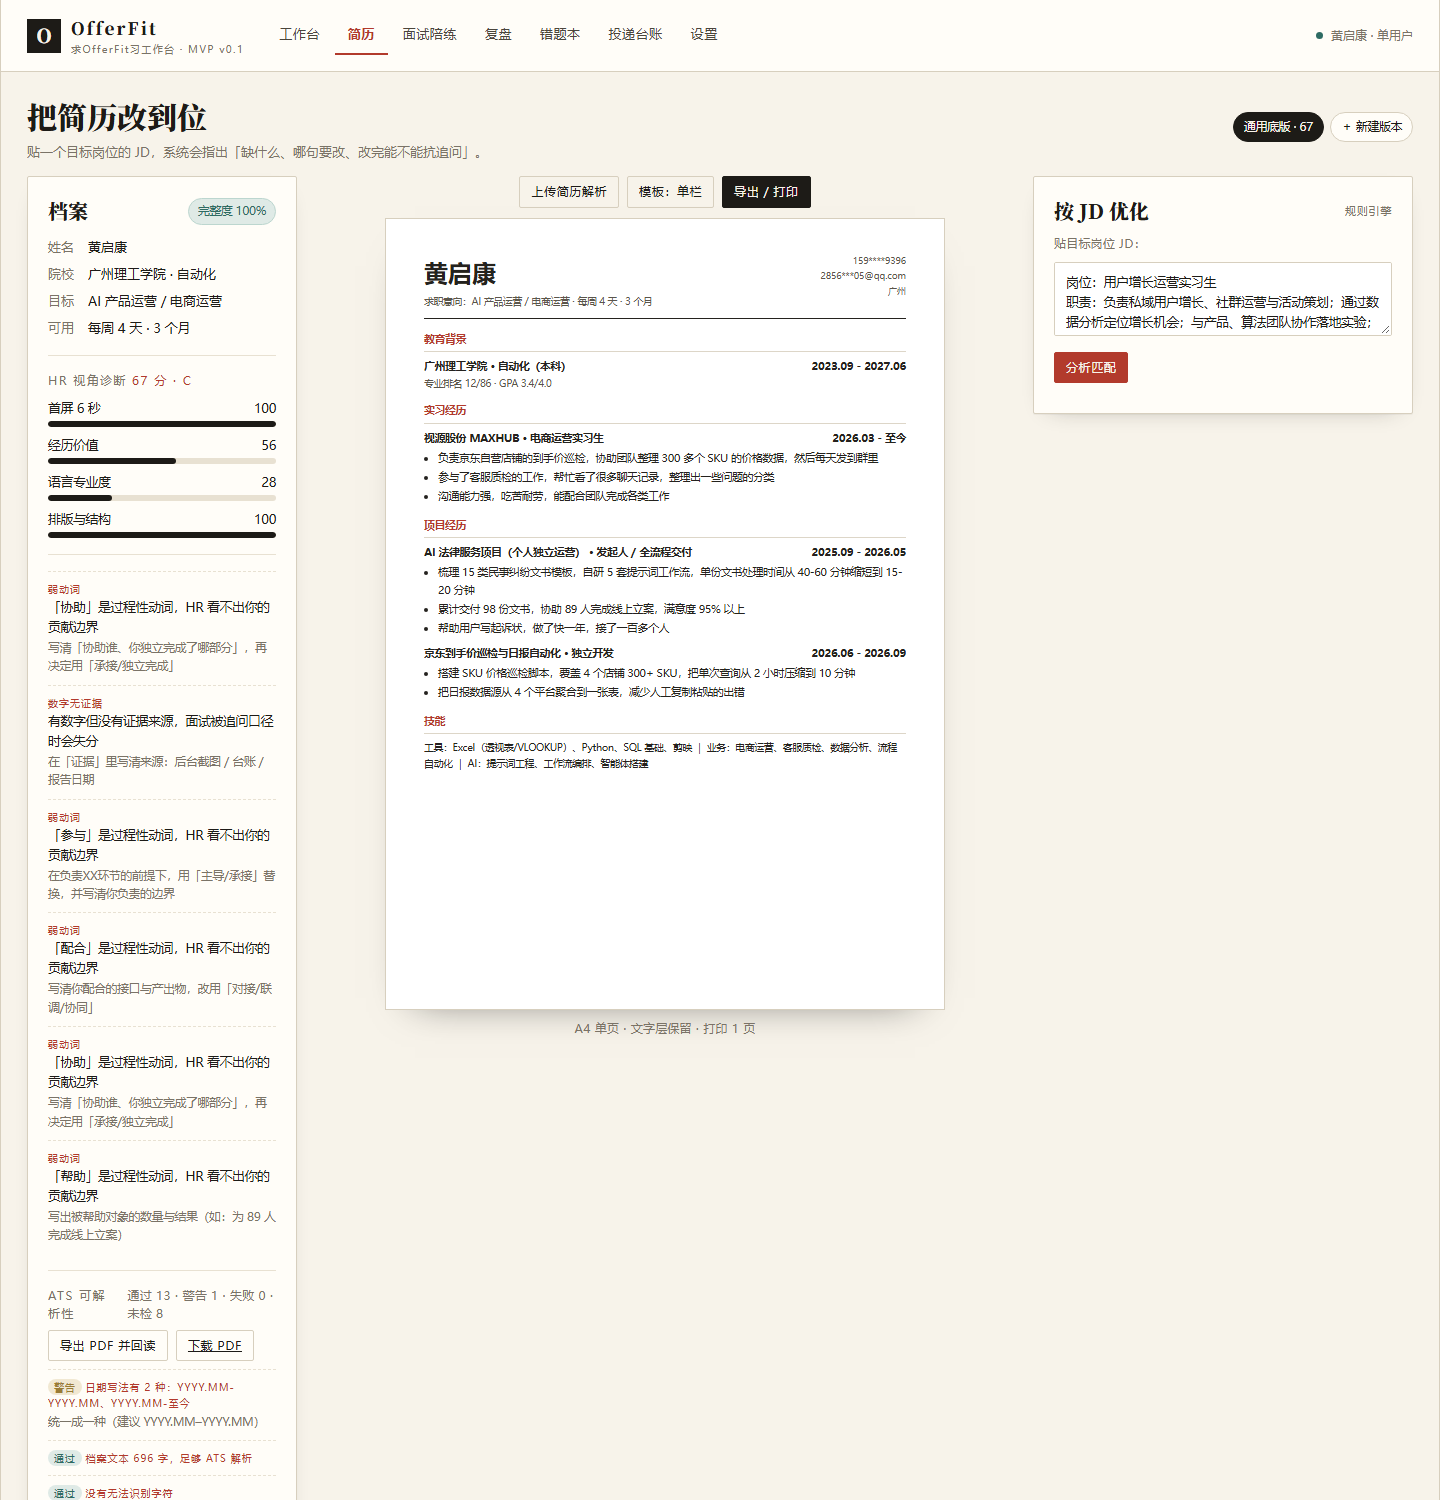 O
OfferFit
求OfferFit习工作台 · MVP v0.1
工作台 简历 面试陪练 复盘 错题本 投递台账 设置
黄启康 · 单用户
把简历改到位
贴一个目标岗位的 JD，系统会指出「缺什么、哪句要改、改完能不能抗追问」。
通用底版 · 67
+ 新建版本
档案
完整度 100%
姓名 黄启康
院校 广州理工学院 · 自动化
目标 AI 产品运营 / 电商运营
可用 每周 4 天 · 3 个月
HR 视角诊断 67 分 · C
首屏 6 秒 100
经历价值 56
语言专业度 28
排版与结构 100
弱动词
「协助」是过程性动词，HR 看不出你的
贡献边界
写清「协助谁、你独立完成了哪部分」，再
决定用「承接/独立完成」
数字无证据
有数字但没有证据来源，面试被追问口径
时会失分
在「证据」里写清来源：后台截图 / 台账 /
报告日期
弱动词
「参与」是过程性动词，HR 看不出你的
贡献边界
在负责XX环节的前提下，用「主导/承接」替
换，并写清你负责的边界
弱动词
「配合」是过程性动词，HR 看不出你的
贡献边界
写清你配合的接口与产出物，改用「对接/联
调/协同」
弱动词
「协助」是过程性动词，HR 看不出你的
贡献边界
写清「协助谁、你独立完成了哪部分」，再
决定用「承接/独立完成」
弱动词
「帮助」是过程性动词，HR 看不出你的
贡献边界
写出被帮助对象的数量与结果（如：为 89 人
完成线上立案）
ATS 可解
析性
通过 13 · 警告 1 · 失败 0 ·
未检 8
导出 PDF 并回读
下载 PDF
警告 日期写法有 2 种：YYYY.MM-
YYYY.MM、YYYY.MM-至今
统一成一种（建议 YYYY.MM–YYYY.MM）
通过 档案文本 696 字，足够 ATS 解析
通过 没有无法识别字符
上传简历解析
模板：单栏
导出 / 打印
黄启康
求职意向：AI 产品运营 / 电商运营 · 每周 4 天 · 3 个月
159****9396
2856***05@qq.com
广州
教育背景
广州理工学院 • 自动化（本科） 2023.09 - 2027.06
专业排名 12/86 · GPA 3.4/4.0
实习经历
视源股份 MAXHUB • 电商运营实习生 2026.03 - 至今
• 负责京东自营店铺的到手价巡检，协助团队整理 300 多个 SKU 的价格数据，然后每天发到群里
• 参与了客服质检的工作，帮忙看了很多聊天记录，整理出一些问题的分类
• 沟通能力强，吃苦耐劳，能配合团队完成各类工作
项目经历
AI 法律服务项目（个人独立运营） • 发起人 / 全流程交付 2025.09 - 2026.05
• 梳理 15 类民事纠纷文书模板，自研 5 套提示词工作流，单份文书处理时间从 40-60 分钟缩短到 15-
20 分钟
• 累计交付 98 份文书，协助 89 人完成线上立案，满意度 95% 以上
• 帮助用户写起诉状，做了快一年，接了一百多个人
京东到手价巡检与日报自动化 • 独立开发 2026.06 - 2026.09
• 搭建 SKU 价格巡检脚本，覆盖 4 个店铺 300+ SKU，把单次查询从 2 小时压缩到 10 分钟
• 把日报数据源从 4 个平台聚合到一张表，减少人工复制粘贴的出错
技能
工具：Excel（透视表/VLOOKUP）、Python、SQL 基础、剪映 ｜ 业务：电商运营、客服质检、数据分析、流程
自动化 ｜ AI：提示词工程、工作流编排、智能体搭建
A4 单页 · 文字层保留 · 打印 1 页
按 JD 优化
规则引擎
贴目标岗位 JD：
岗位：用户增长运营实习生
职责：负责私域用户增长、社群运营与活动策划；通过数
据分析定位增长机会；与产品、算法团队协作落地实验；
分析匹配